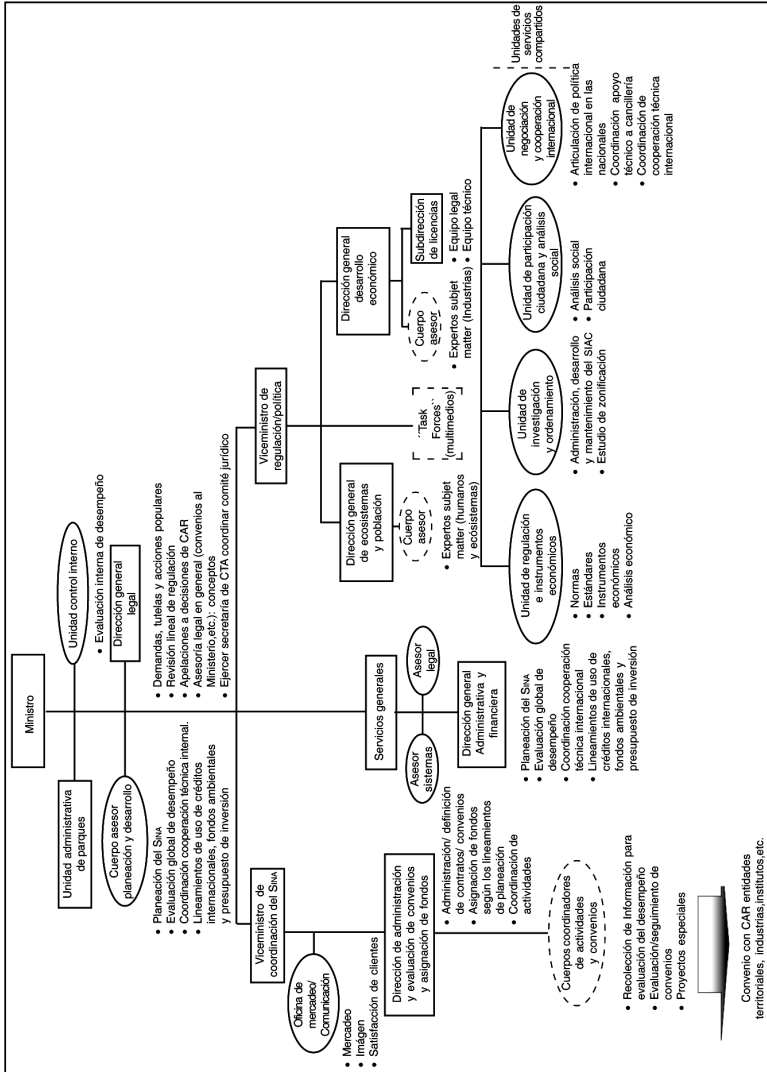 Ministro
Unidad administrativa
de parques
Unidad control interno
• Evaluación interna de desempeño
Cuerpo asesor
planeación y desarrollo
Dirección general
legal
• Planeación del SINA
• Evaluación global de desempeño
• Coordinación cooperación técnica internal.
• Lineamientos de uso de créditos
internacionales, fondos ambientales
y presupuesto de inversión
• Demandas, tutelas y acciones populares
• Revisión lineal de regulación
• Apelaciones a decisiones de CAR
• Asesoría legal en general (convenios al
Ministerio,etc.): conceptos
• Ejercer secretaría de CTA coordinar comité jurídico
Viceministro de
coordinación del SINA
Oficina de
mercadeo/
Comunicación
• Mercadeo
• Imágen
• Satisfacción de clientes
Dirección de administración
y evaluación de convenios
y asignación de fondos
• Administración/ definición
de contratos/ convenios
• Asignación de fondos
según los lineamientos
de planeación
• Coordinación de
actividades
Cuerpos coordinadores
de actividades
y convenios
• Recolección de Información para
evaluación del desempeño
• Evaluación/seguimiento de
convenios
• Proyectos especiales
Convenio con CAR entidades
territoriales, industrias,institutos,etc.
Servicios generales
Asesor
sistemas
Asesor
legal
Dirección general
Administrativa y
financiera
• Planeación del SINA
• Evaluación global de
desempeño
• Coordinación cooperación
técnica internacional
• Lineamientos de uso de
créditos internacionales,
fondos ambientales y
presupuesto de inversión
Viceministro de
regulación/política
Dirección general
de ecosistemas
y población
Cuerpo
asesor
• Expertos subjet
matter (humanos
y ecósistemas)
´´Task
Forces``
(multimedios)
Dirección general
desarrollo
económico
Cuerpo
asesor
• Expertos subjet
matter (Industrias)
Subdirección
de licencias
• Equipo legal
• Equipo técnico
Unidad de regulación
e instrumentos
económicos
• Normas
• Estándares
• Instrumentos
económicos
• Análisis económico
Unidad de
investigación
y ordenamiento
• Administración, desarrollo
y mantenimiento del SIAC
• Estudio de zonificación
Unidad de participación
ciudadana y análisis
social
• Análisis social
• Participación
ciudadana
Unidad de
negociación
y cooperación
internacional
• Articulación de política
internacional en las
nacionales
• Coordinación apoyo
técnico a cancillería
• Coordinación de
cooperación técnica
internacional
Unidades de
servicios
compartidos